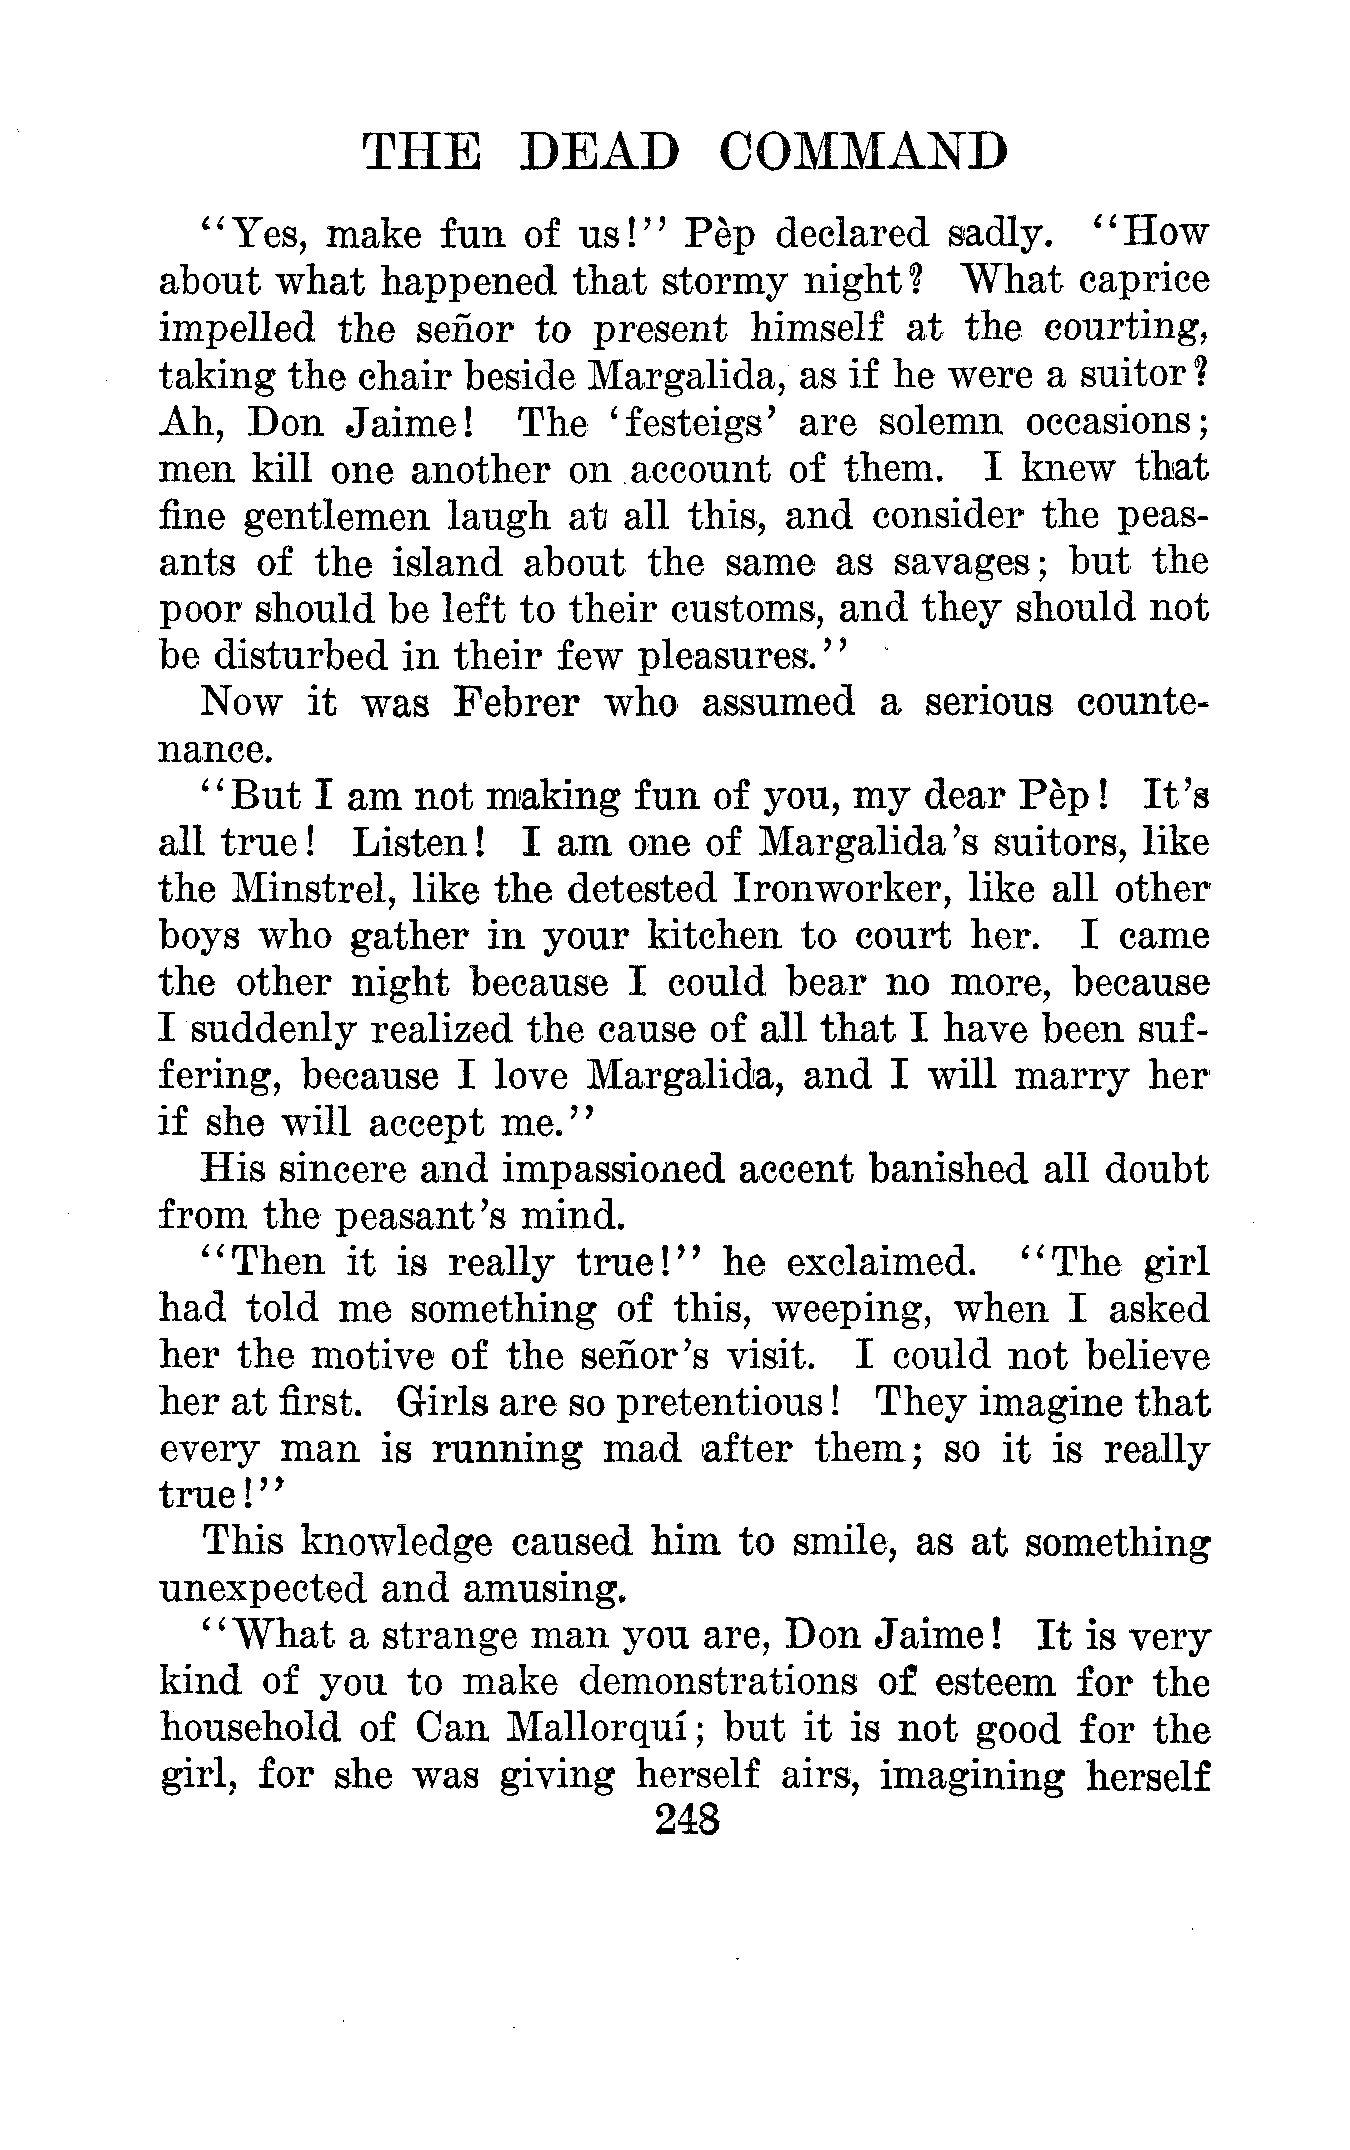 THE DEAD COMMAND
"Yes, make fun of us!" Pèp declared sadly. "How
about what happened that stormy night? What caprice
impelled the señor to present himself at the courting,
taking the chair beside Margalida, as if he were a suitor?
Ah, Don Jaime! The 'festeigs' are solemn occasions;
men kill one another on account of them. I knew that
fine gentlemen laugh at all this, and consider the peas-
ants of the island about the same as savages; but the
poor should be left to their customs, and they should not
be disturbed in their few pleasures."
Now it was Febrer who assumed a serious counte-
nance.
"But I am not making fun of you, my dear Pèp! It's
all true! Listen! I am one of Margalida's suitors, like
the Minstrel, like the detested Ironworker, like all other
boys who gather in your kitchen to court her. I came
the other night because I could bear no more, because
I suddenly realized the cause of all that I have been suf-
fering, because I love Margalida, and I will marry her
if she will accept me."
His sincere and impassioned accent banished all doubt
from the peasant's mind.
"Then it is really true!" he exclaimed. "The girl
had told me something of this, weeping, when I asked
her the motive of the señor's visit. I could not believe
her at first. Girls are so pretentious! They imagine that
every man is running mad after them; so it is really
true!"
This knowledge caused him to smile, as at something
unexpected and amusing.
"What a strange man you are, Don Jaime! It is very
kind of you to make demonstrations of esteem for the
household of Can Mallorquí; but it is not good for the
girl, for she was giving herself airs, imagining herself
248